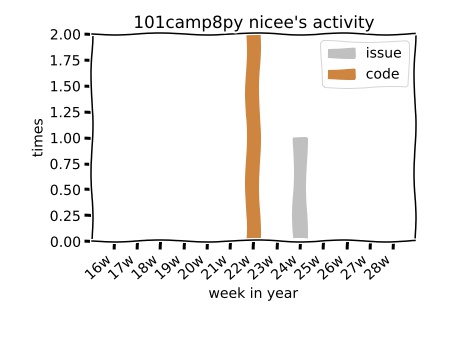 101camp8py nicee's activity
2.00
1.75
1.50
1.25
1.00
0.75
0.50
0.25
0.00
times
issue
code
16w 17w 18w 19w 20w 21w 22w 23w 24w 25w 26w 27w 28w
week in year